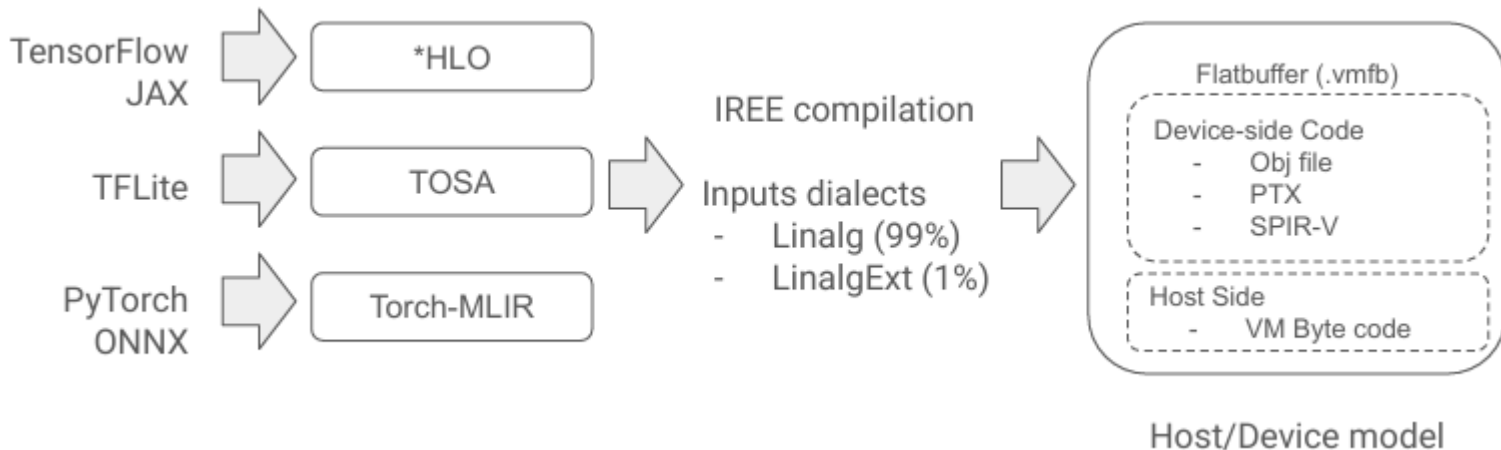 TensorFlow
JAX
*HLO
TFLite
TOSA
PyTorch
ONNX
Torch-MLIR
IREE compilation
Inputs dialects
- Linalg (99%)
- LinalgExt (1%)
Flatbuffer (.vmfb)
Device-side Code
- Obj file
- PTX
- SPIR-V
Host Side
- VM Byte code
Host/Device model